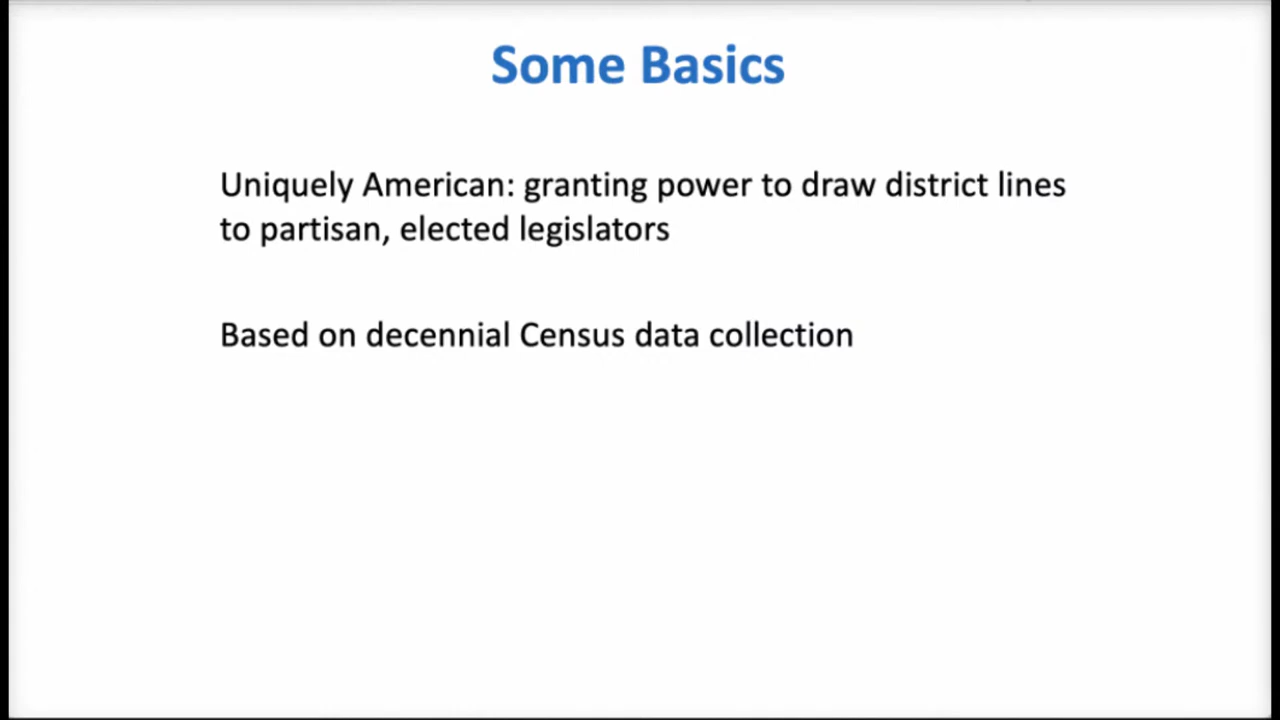 Some Basics
Uniquely American: granting power to draw district lines
to partisan, elected legislators
Based on decennial Census data collection